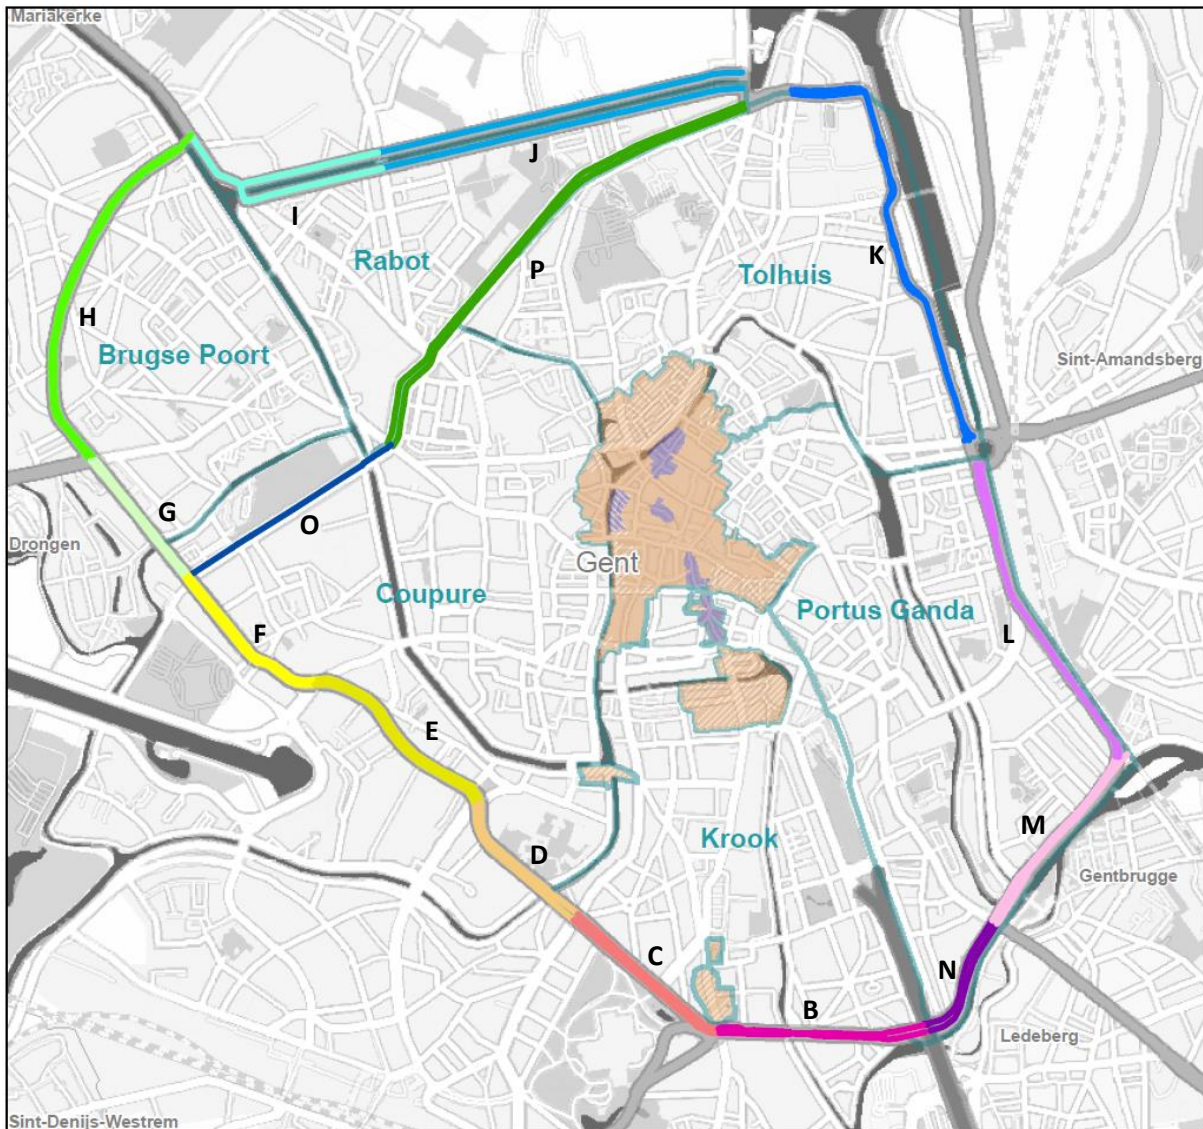 Mariakerke
J
I
Rabot
P
Tolhuis
K
H
Brugse Poort
Sint-Amandsberg
G
O
Drongen
Gent
Coupure
Portus Ganda
F
L
E
Krook
M
D
Gentbrugge
C
N
B
Ledeberg
Sint-Denijs-Westrem